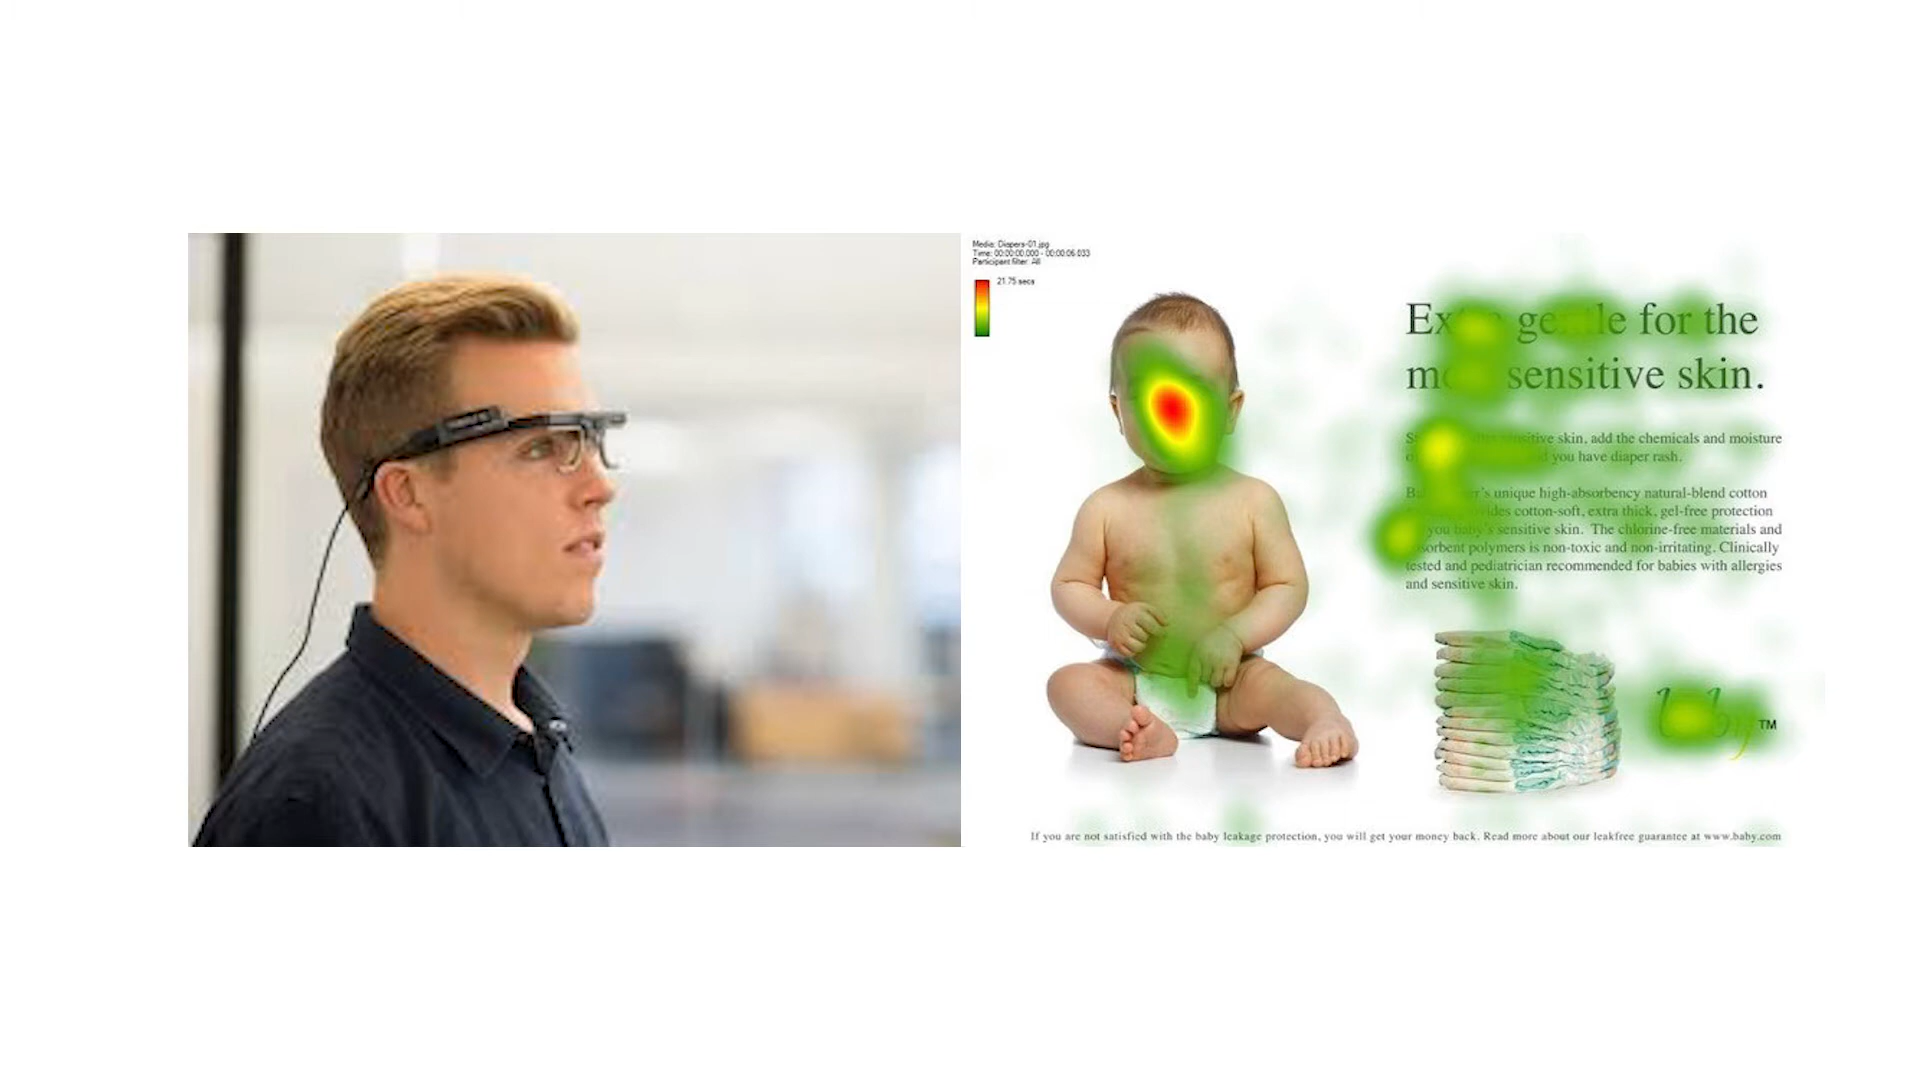 Media: Diapers-01.jpg
Time: 00:00:00.000 - 00:00:06.033
Participant filter: All
21.75 secs
for the
sensitive skin.
sensitive skin, add the chemicals and moisture
you have diaper rash.
unique high-absorbency natural-blend cotton
cotton-soft, extra thick, gel-free protection
you baby's sensitive skin. The chlorine-free materials and
polymers is non-toxic and non-irritating. Clinically
tested and pediatrician recommended for babies with allergies
and sensitive skin.
TM
If you are not satisfied with the baby leakage protection, you will get your money back. Read more about our leakfree guarantee at www.baby.com